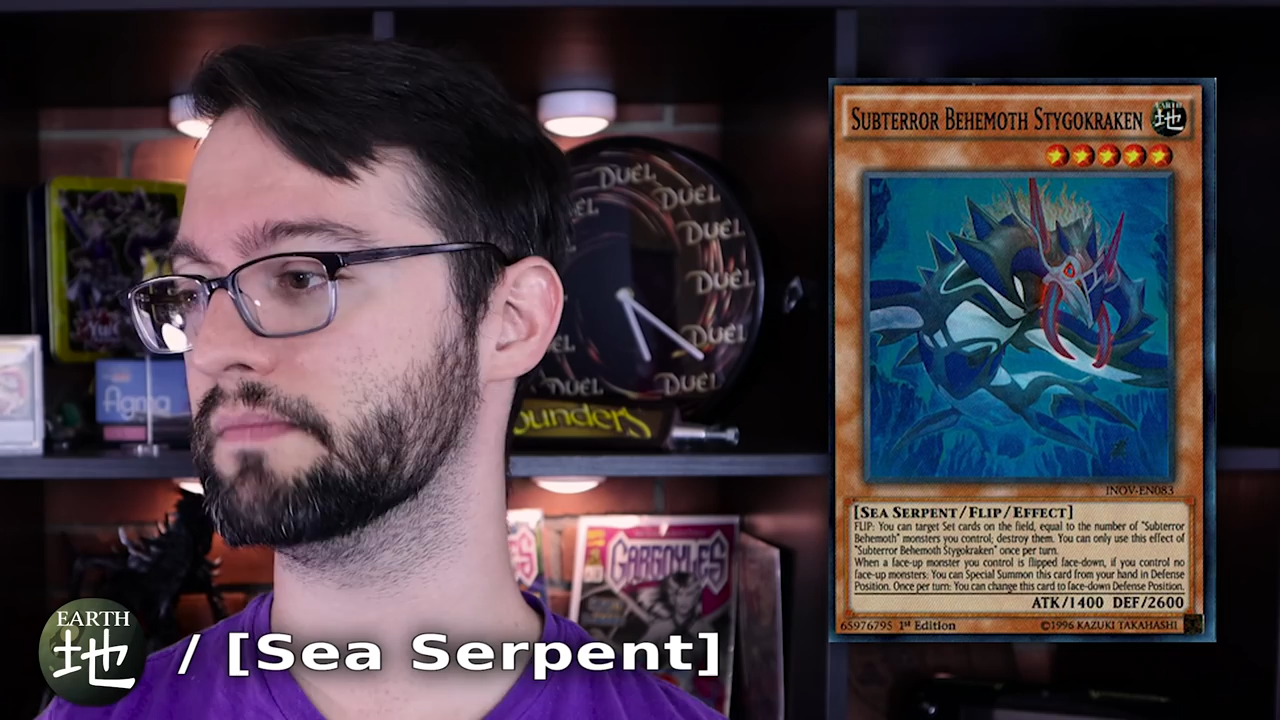 DUEL
DUEL
DUEL
DUEL
DUEL
DUEL
DUEL
Agma
ounders
GARGOYLES
EARTH
地
/ [Sea Serpent]
SUBTERROR BEHEMOTH STYGOKRAKEN
EARTH
地
INOV-EN083
[SEA SERPENT/FLIP/EFFECT]
FLIP: You can target Set cards on the field, equal to the number of "Subterror
Behemoth" monsters you control; destroy them. You can only use this effect of
"Subterror Behemoth Stygokraken" once per turn.
When a face-up monster you control is flipped face-down, if you control no
face-up monsters: You can Special Summon this card from your hand in Defense
Position. Once per turn: You can change this card to face-down Defense Position.
ATK/1400 DEF/2600
65976795 1st Edition
©1996 KAZUKI TAKAHASHI